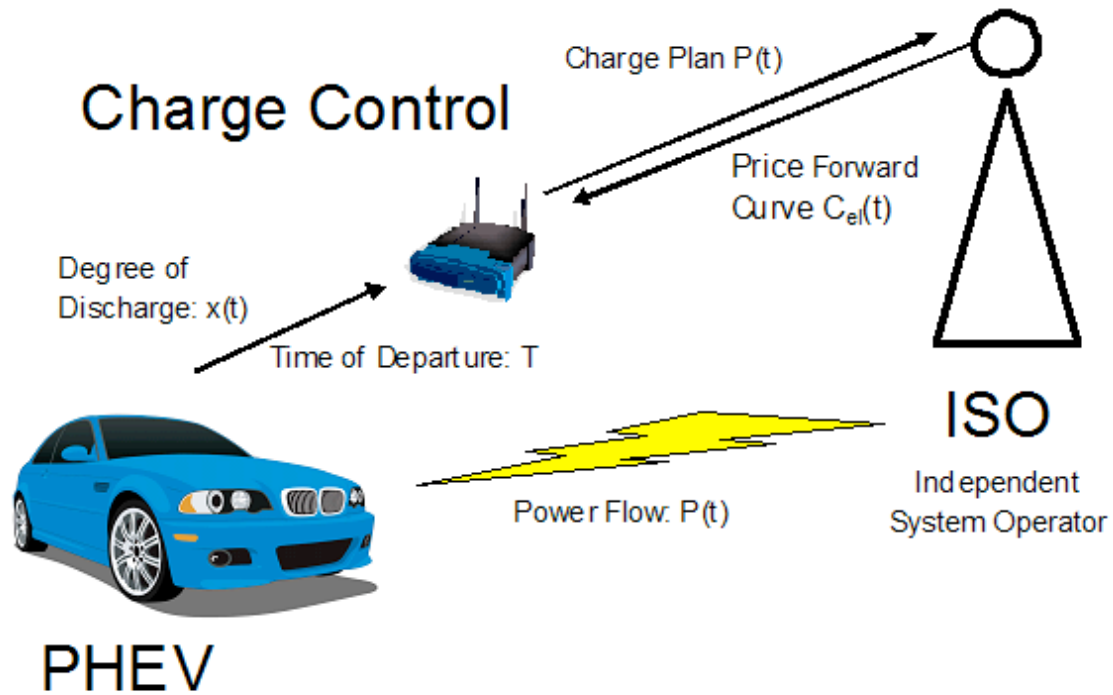 Charge Plan P(t)
Charge Control
Price Forward
Curve C_el(t)
Degree of
Discharge: x(t)
Time of Departure: T
ISO
Independent
System Operator
Power Flow: P(t)
PHEV